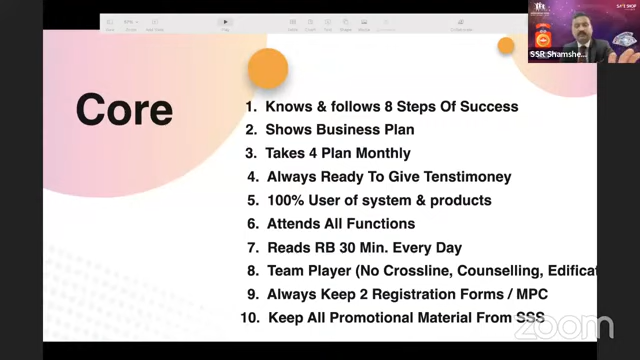 SSR Shamshe...
Core
1. Knows & follows 8 Steps Of Success
2. Shows Business Plan
3. Takes 4 Plan Monthly
4. Always Ready To Give Tenstimoney
5. 100% User of system & products
6. Attends All Functions
7. Reads RB 30 Min. Every Day
8. Team Player (No Crossline, Counselling, Edificat
9. Always Keep 2 Registration Forms / MPC
10. Keep All Promotional Material From SSS
zoom